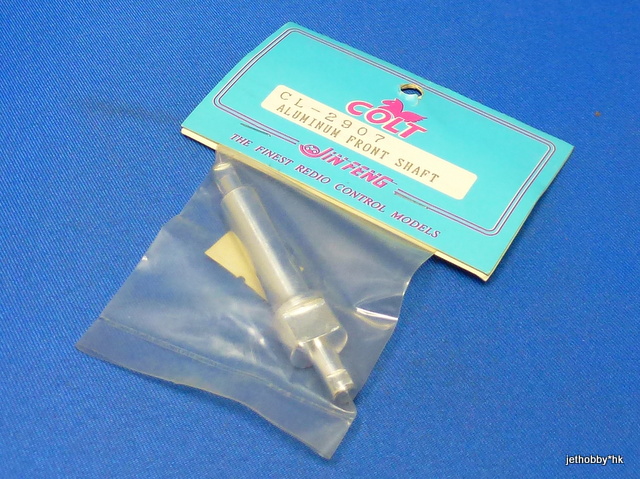 COLT
CL-2907
ALUMINUM FRONT SHAFT
JIN FENG
THE FINEST REDIO CONTROL MODELS
jethobby*hk